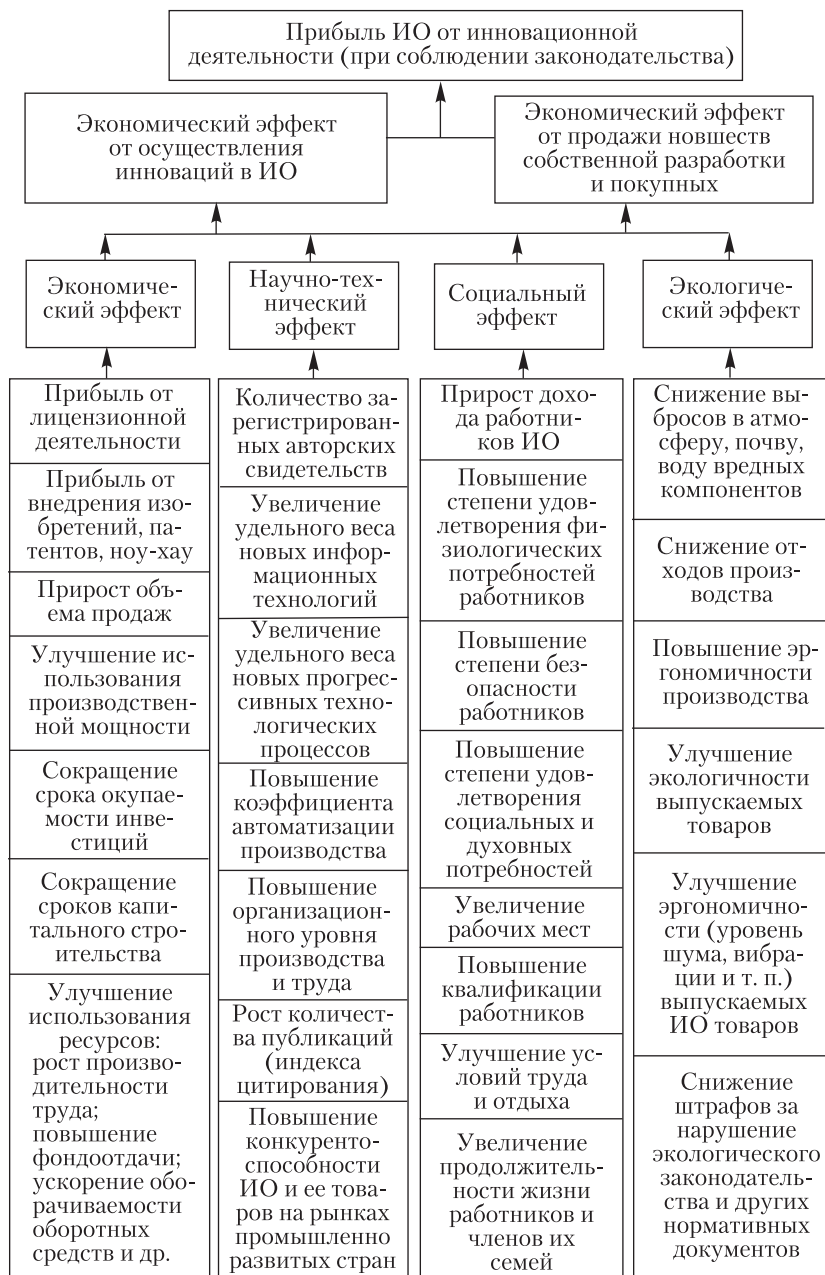 Прибыль ИО от инновационной
деятельности (при соблюдении законодательства)
Экономический эффект
от осуществления
инноваций в ИО
Экономический эффект
от продажи новшеств
собственной разработки
и покупных
Экономиче-
ский эффект
Научно-тех-
нический
эффект
Социальный
эффект
Экологиче-
ский эффект
Прибыль от
лицензионной
деятельности
Прибыль от
внедрения изо-
бретений, па-
тентов, ноу-хау
Прирост объ-
ема продаж
Улучшение ис-
пользования
производствен-
ной мощности
Сокращение
срока окупае-
мости инве-
стиций
Сокращение
сроков капи-
тального стро-
ительства
Улучшение
использования
ресурсов:
рост произво-
дительности
труда;
повышение
фондоотдачи;
ускорение обо-
рачиваемости
оборотных
средств и др.
Количество за-
регистрирован-
ных авторских
свидетельств
Увеличение
удельного веса
новых инфор-
мационных
технологий
Увеличение
удельного веса
новых прогрес-
сивных техно-
логических
процессов
Повышение
коэффициента
автоматизации
производства
Повышение
организацион-
ного уровня
производства
и труда
Рост количест-
ва публикаций
(индекса
цитирования)
Повышение
конкуренто-
способности
ИО и ее това-
ров на рынках
промышленно
развитых стран
Прирост дохо-
да работни-
ков ИО
Повышение
степени удов-
летворения фи-
зиологических
потребностей
работников
Повышение
степени без-
опасности
работников
Повышение
степени удов-
летворения
социальных и
духовных
потребностей
Увеличение
рабочих мест
Повышение
квалификации
работников
Улучшение ус-
ловий труда
и отдыха
Увеличение
продолжитель-
ности жизни
работников и
членов их
семей
Снижение вы-
бросов в атмо-
сферу, почву,
воду вредных
компонентов
Снижение от-
ходов произ-
водства
Повышение эр-
гономичности
производства
Улучшение
экологичности
выпускаемых
товаров
Улучшение
эргономично-
сти (уровень
шума, вибра-
ции и т. п.)
выпускаемых
ИО товаров
Снижение
штрафов за
нарушение
экологического
законодатель-
ства и других
нормативных
документов